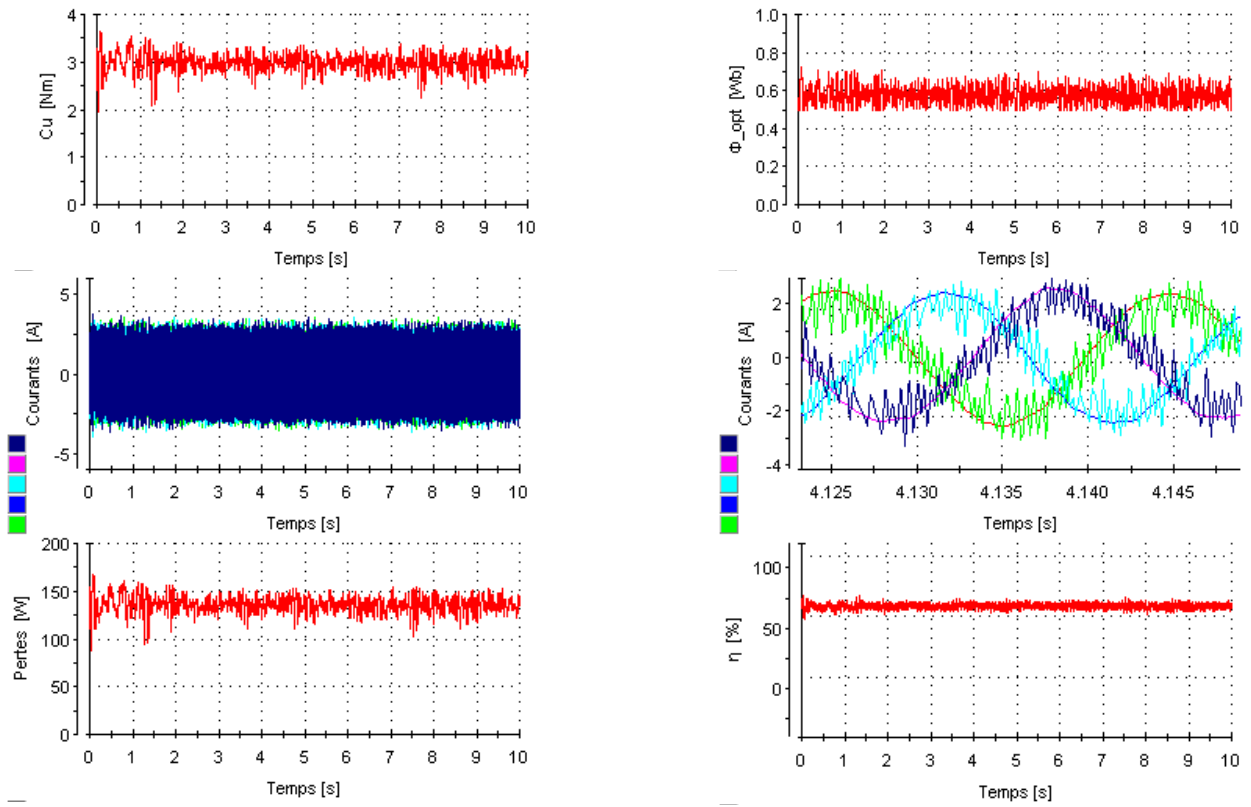 4
3
2
1
0
Cu [Nm]
0 1 2 3 4 5 6 7 8 9 10
Temps [s]
1.0
0.8
0.6
0.4
0.2
0.0
Φ_opt [Wb]
0 1 2 3 4 5 6 7 8 9 10
Temps [s]
5
0
-5
Courants [A]
0 1 2 3 4 5 6 7 8 9 10
Temps [s]
2
0
-2
-4
Courants [A]
4.125 4.130 4.135 4.140 4.145
Temps [s]
200
150
100
50
0
Pertes [W]
0 1 2 3 4 5 6 7 8 9 10
Temps [s]
100
50
0
η [%]
0 1 2 3 4 5 6 7 8 9 10
Temps [s]